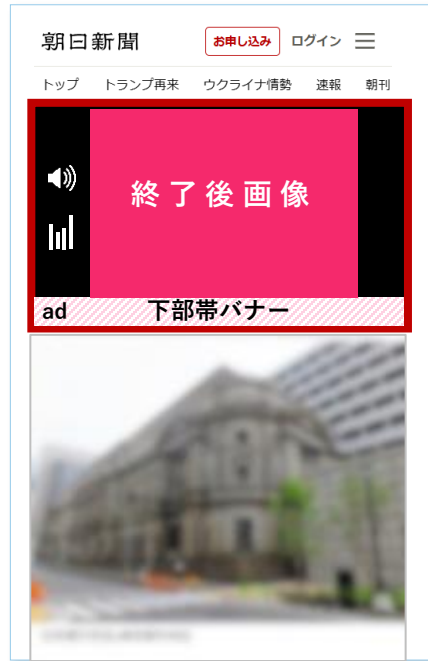 朝日新聞
お申し込み
ログイン
トップ トランプ再来 ウクライナ情勢 速報 朝刊
終了後画像
ad 下部帯バナー